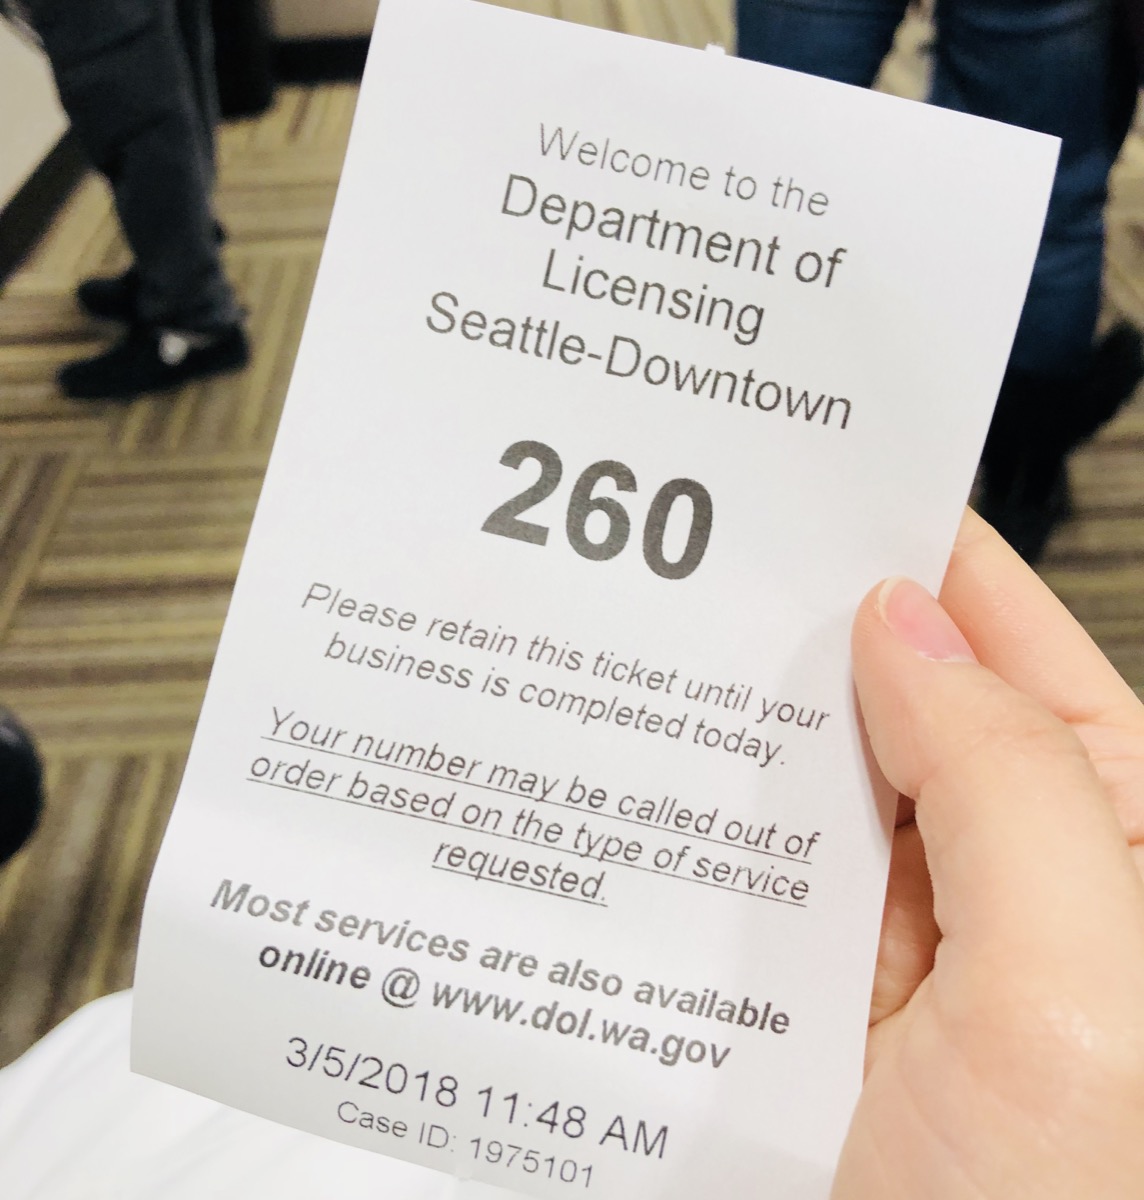 Welcome to the
Department of
Licensing
Seattle-Downtown
260
Please retain this ticket until your
business is completed today.
Your number may be called out of
order based on the type of service
requested.
Most services are also available
online @ www.dol.wa.gov
3/5/2018 11:48 AM
Case ID: 1975101